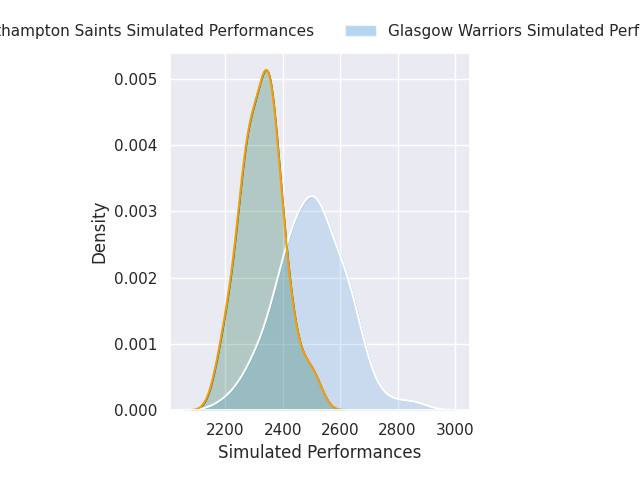 thampton Saints Simulated Performances
Glasgow Warriors Simulated Perf
0.005
0.004
0.003
0.002
0.001
0.000
Density
2200 2400 2600 2800 3000
Simulated Performances